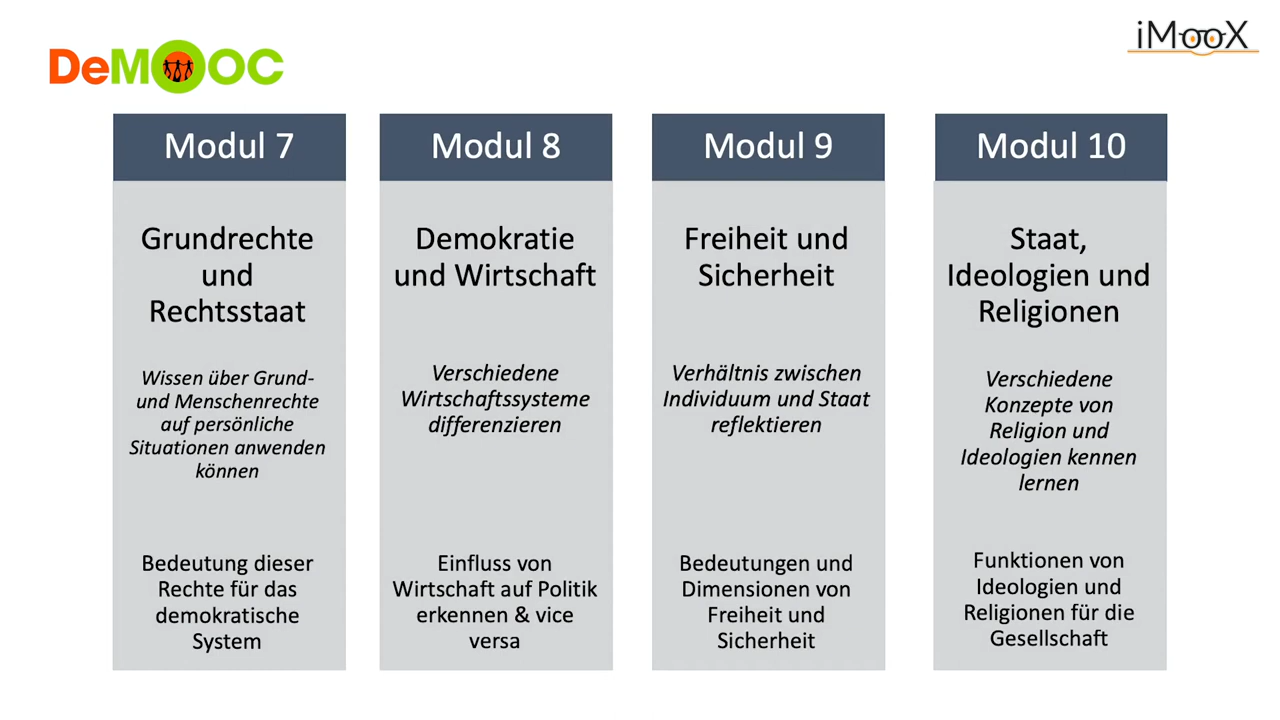 DeMOOC
iMooX
Modul 7
Grundrechte
und
Rechtsstaat
Wissen über Grund-
und Menschenrechte
auf persönliche
Situationen anwenden
können
Bedeutung dieser
Rechte für das
demokratische
System
Modul 8
Demokratie
und Wirtschaft
Verschiedene
Wirtschaftssysteme
differenzieren
Einfluss von
Wirtschaft auf Politik
erkennen & vice
versa
Modul 9
Freiheit und
Sicherheit
Verhältnis zwischen
Individuum und Staat
reflektieren
Bedeutungen und
Dimensionen von
Freiheit und
Sicherheit
Modul 10
Staat,
Ideologien und
Religionen
Verschiedene
Konzepte von
Religion und
Ideologien kennen
lernen
Funktionen von
Ideologien und
Religionen für die
Gesellschaft